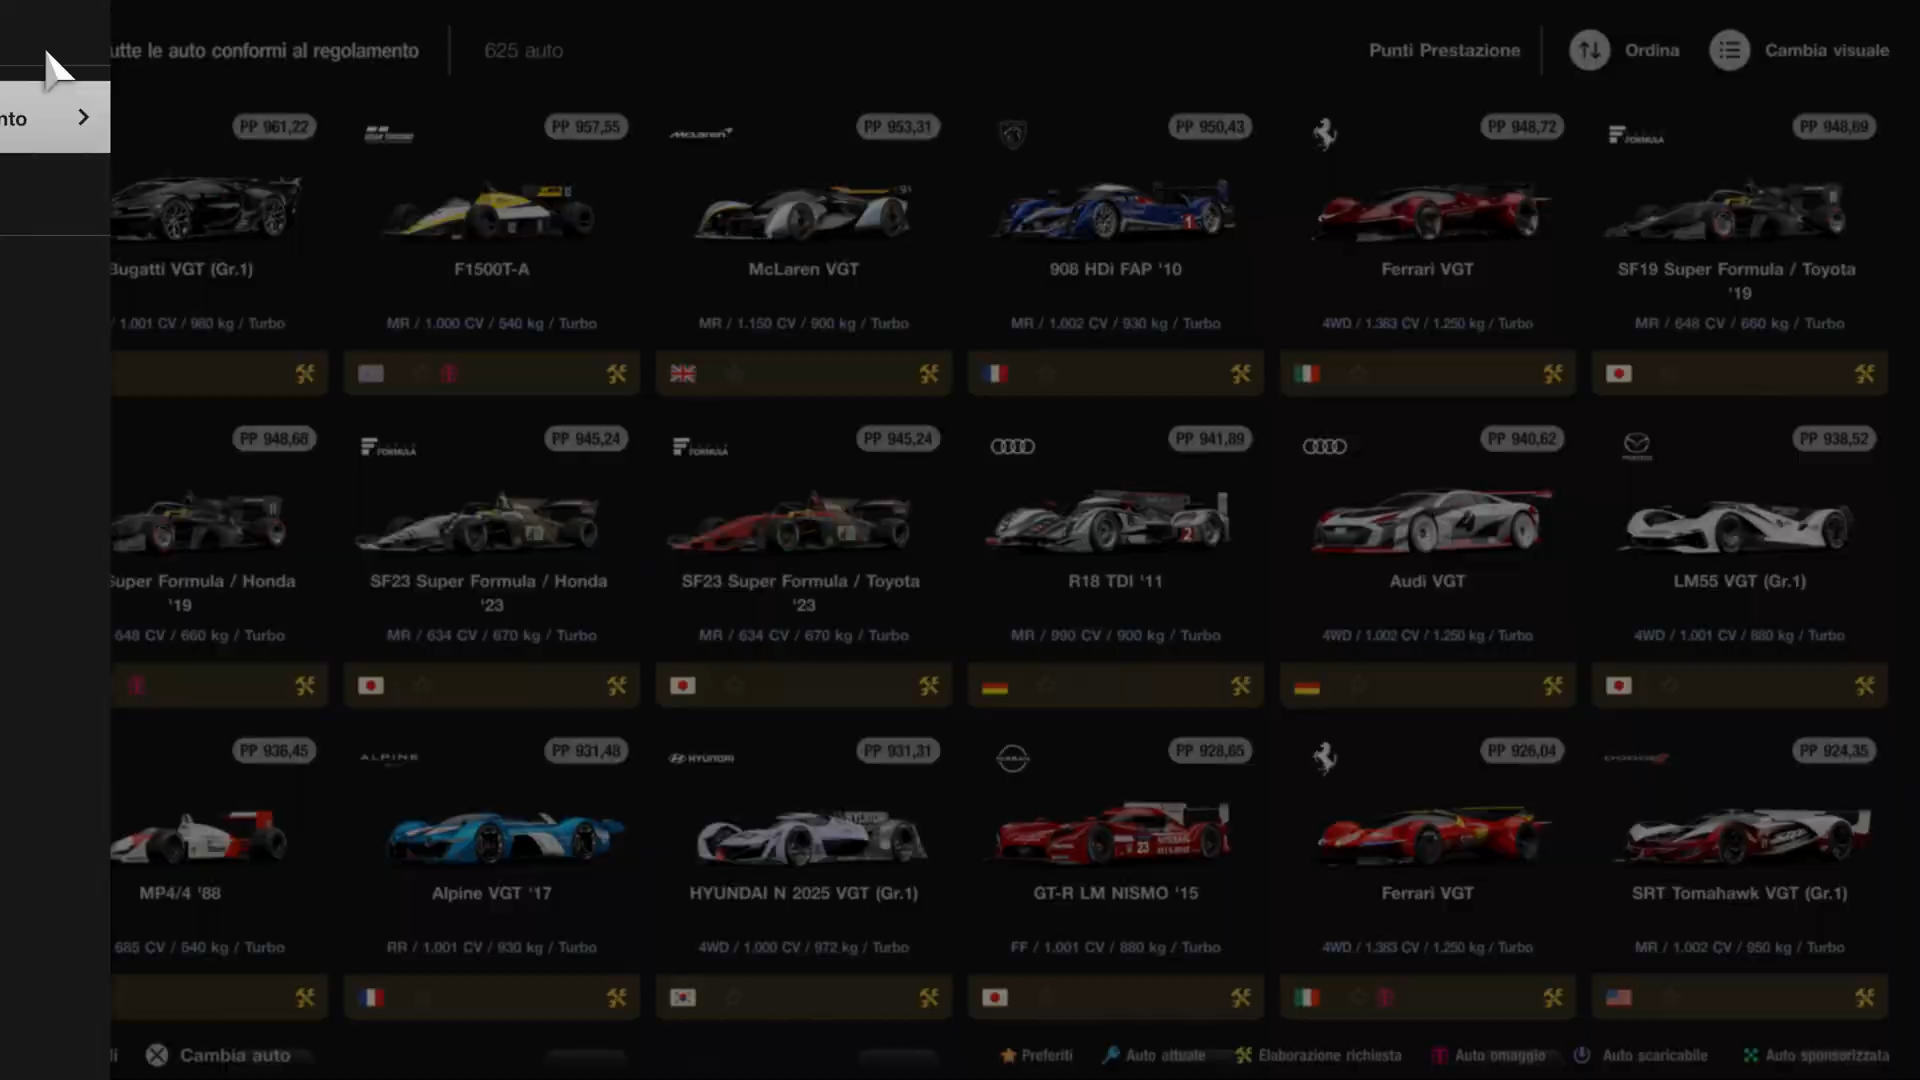 utte le auto conformi al regolamento
625 auto
Punti Prestazione
Ordina
Cambia visuale
nto
PP 961,22
PP 957,55
McLaren
PP 953,31
PP 950,43
PP 948,72
FORMULA
PP 948,69
Bugatti VGT (Gr.1)
F1500T-A
McLaren VGT
908 HDi FAP '10
Ferrari VGT
SF19 Super Formula / Toyota
'19
/ 1.001 CV / 980 kg / Turbo
MR / 1.000 CV / 540 kg / Turbo
MR / 1.150 CV / 900 kg / Turbo
MR / 1.002 CV / 930 kg / Turbo
4WD / 1.383 CV / 1.250 kg / Turbo
MR / 648 CV / 660 kg / Turbo
PP 948,68
FORMULA
PP 945,24
FORMULA
PP 945,24
PP 941,89
PP 940,62
PP 938,52
Super Formula / Honda
'19
SF23 Super Formula / Honda
'23
SF23 Super Formula / Toyota
'23
R18 TDI '11
Audi VGT
LM55 VGT (Gr.1)
648 CV / 660 kg / Turbo
MR / 634 CV / 670 kg / Turbo
MR / 634 CV / 670 kg / Turbo
MR / 990 CV / 900 kg / Turbo
4WD / 1.002 CV / 1.250 kg / Turbo
4WD / 1.001 CV / 880 kg / Turbo
PP 936,45
ALPINE
PP 931,48
HYUNDAI
PP 931,31
NISSAN
PP 928,65
PP 926,04
DODGE
PP 924,35
MP4/4 '88
Alpine VGT '17
HYUNDAI N 2025 VGT (Gr.1)
GT-R LM NISMO '15
Ferrari VGT
SRT Tomahawk VGT (Gr.1)
685 CV / 540 kg / Turbo
RR / 1.001 CV / 930 kg / Turbo
4WD / 1.000 CV / 972 kg / Turbo
FF / 1.001 CV / 880 kg / Turbo
4WD / 1.383 CV / 1.250 kg / Turbo
MR / 1.002 CV / 950 kg / Turbo
li
Cambia auto
Preferiti
Auto attuale
Elaborazione richiesta
Auto omaggio
Auto scaricabile
Auto sponsorizzata